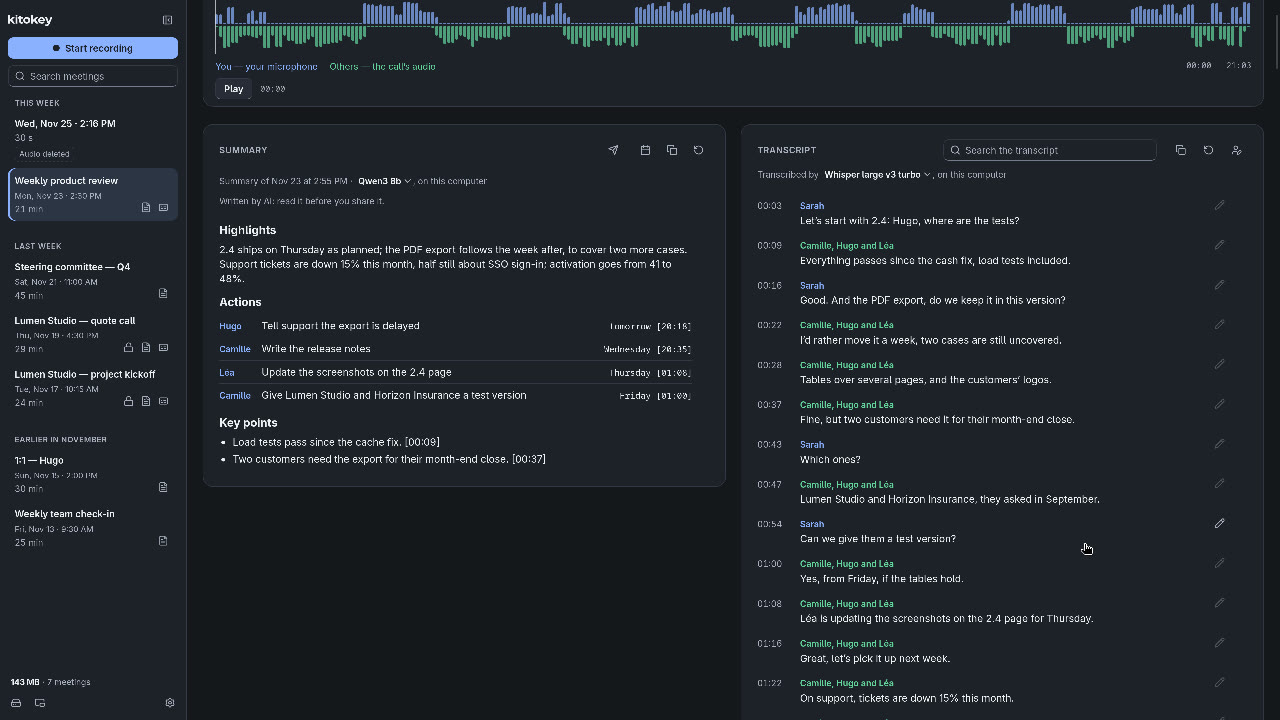 kitokey
Start recording
Search meetings
THIS WEEK
Wed, Nov 25 · 2:16 PM
30 s
Audio deleted
Weekly product review
Mon, Nov 23 · 2:30 PM
21 min
LAST WEEK
Steering committee — Q4
Sat, Nov 21 · 11:00 AM
45 min
Lumen Studio — quote call
Thu, Nov 19 · 4:30 PM
29 min
Lumen Studio — project kickoff
Tue, Nov 17 · 10:15 AM
24 min
EARLIER IN NOVEMBER
1:1 — Hugo
Sun, Nov 15 · 2:00 PM
30 min
Weekly team check-in
Fri, Nov 13 · 9:30 AM
25 min
143 MB · 7 meetings
You — your microphone Others — the call's audio 00:00 21:03
Play 00:00
SUMMARY
Summary of Nov 23 at 2:55 PM · Qwen3 8b, on this computer
Written by AI: read it before you share it.
Highlights
2.4 ships on Thursday as planned; the PDF export follows the week after, to cover two more cases.
Support tickets are down 15% this month, half still about SSO sign-in; activation goes from 41 to
48%.
Actions
Hugo Tell support the export is delayed tomorrow [20:18]
Camille Write the release notes Wednesday [20:35]
Léa Update the screenshots on the 2.4 page Thursday [01:08]
Camille Give Lumen Studio and Horizon Insurance a test version Friday [01:00]
Key points
• Load tests pass since the cache fix. [00:09]
• Two customers need the export for their month-end close. [00:37]
TRANSCRIPT
Search the transcript
Transcribed by Whisper large v3 turbo, on this computer
00:03 Sarah
Let's start with 2.4: Hugo, where are the tests?
00:09 Camille, Hugo and Léa
Everything passes since the cash fix, load tests included.
00:16 Sarah
Good. And the PDF export, do we keep it in this version?
00:22 Camille, Hugo and Léa
I'd rather move it a week, two cases are still uncovered.
00:28 Camille, Hugo and Léa
Tables over several pages, and the customers' logos.
00:37 Camille, Hugo and Léa
Fine, but two customers need it for their month-end close.
00:43 Sarah
Which ones?
00:47 Camille, Hugo and Léa
Lumen Studio and Horizon Insurance, they asked in September.
00:54 Sarah
Can we give them a test version?
01:00 Camille, Hugo and Léa
Yes, from Friday, if the tables hold.
01:08 Camille, Hugo and Léa
Léa is updating the screenshots on the 2.4 page for Thursday.
01:16 Camille, Hugo and Léa
Great, let's pick it up next week.
01:22 Camille, Hugo and Léa
On support, tickets are down 15% this month.